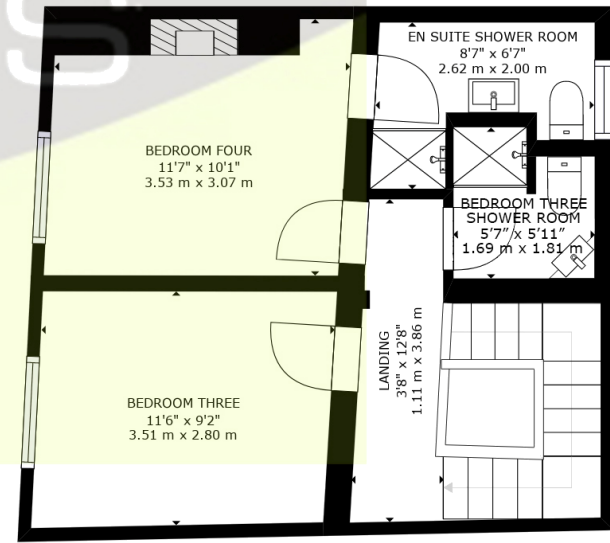 EN SUITE SHOWER ROOM
8'7" x 6'7"
2.62 m x 2.00 m
BEDROOM FOUR
11'7" x 10'1"
3.53 m x 3.07 m
BEDROOM THREE
SHOWER ROOM
5'7" x 5'11"
1.69 m x 1.81 m
LANDING
3'8" x 12'8"
1.11 m x 3.86 m
BEDROOM THREE
11'6" x 9'2"
3.51 m x 2.80 m